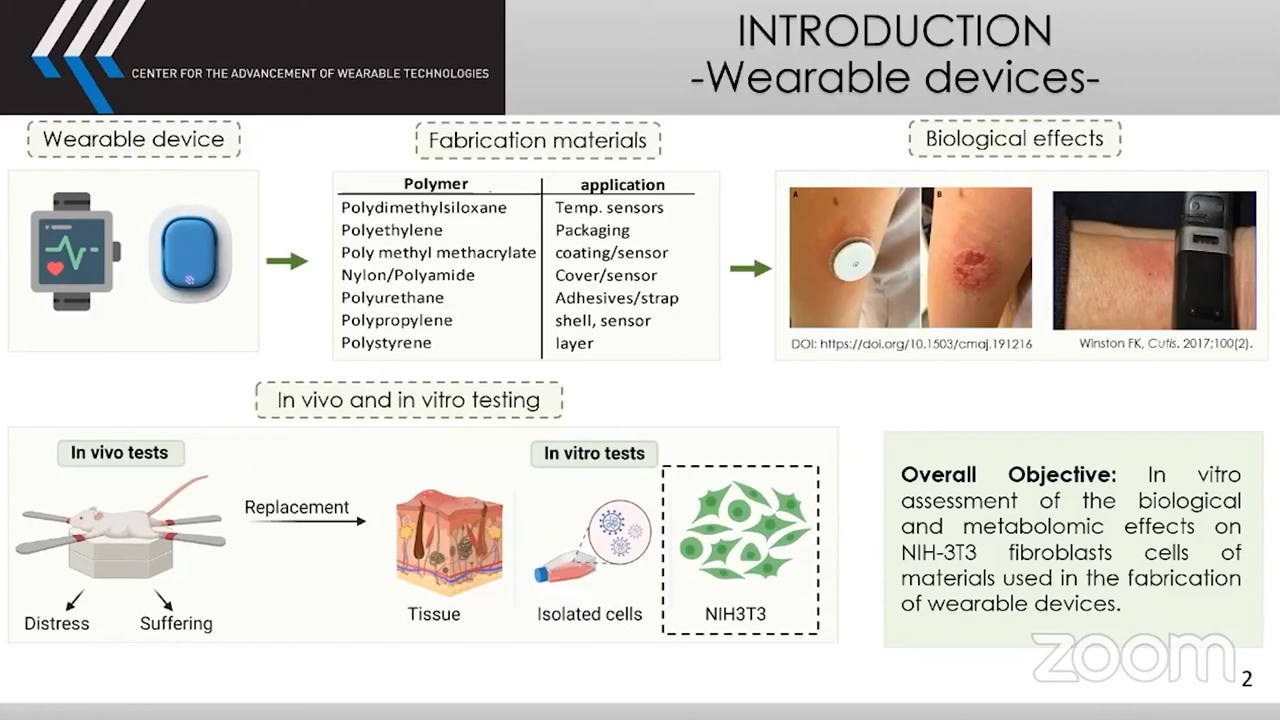 CENTER FOR THE ADVANCEMENT OF WEARABLE TECHNOLOGIES
INTRODUCTION
-Wearable devices-
Wearable device
Fabrication materials
Polymer application
Polydimethylsiloxane Temp. sensors
Polyethylene Packaging
Poly methyl methacrylate coating/sensor
Nylon/Polyamide Cover/sensor
Polyurethane Adhesives/strap
Polypropylene shell, sensor
Polystyrene layer
Biological effects
A B
DOI: https://doi.org/10.1503/cmaj.191216
Winston FK, Cutis. 2017;100(2).
In vivo and in vitro testing
In vivo tests
Distress Suffering
Replacement
In vitro tests
Tissue
Isolated cells
NIH3T3
Overall Objective: In vitro
assessment of the biological
and metabolomic effects on
NIH-3T3 fibroblasts cells of
materials used in the fabrication
of wearable devices.
zoom
2